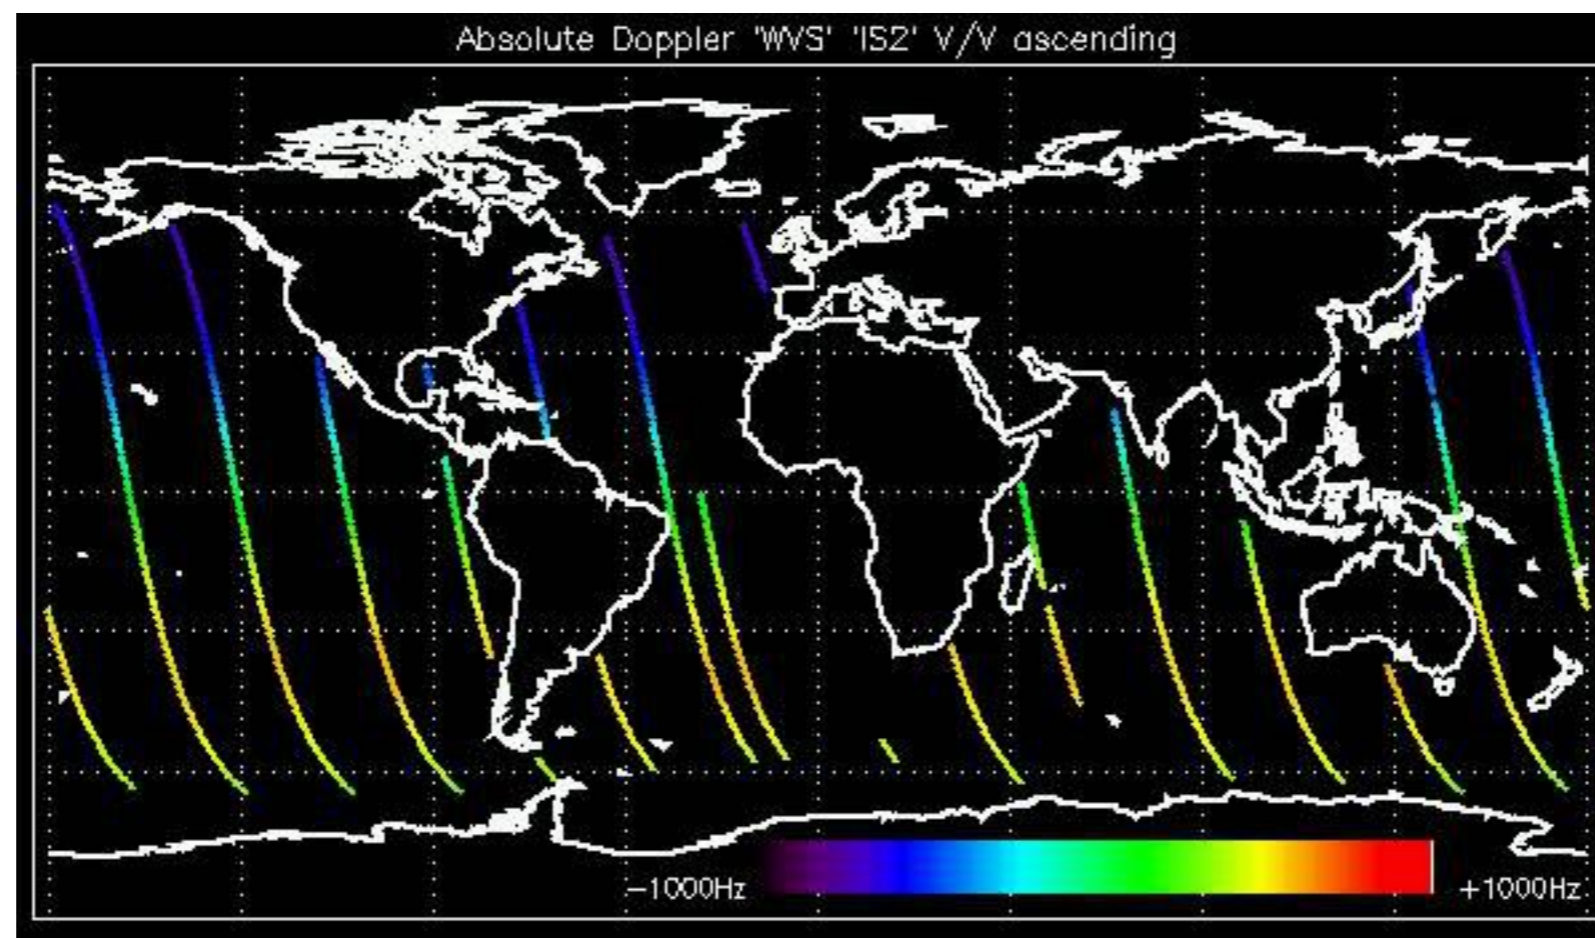 Absolute Doppler 'WVS' 'IS2' V/V ascending
-1000Hz
+1000Hz